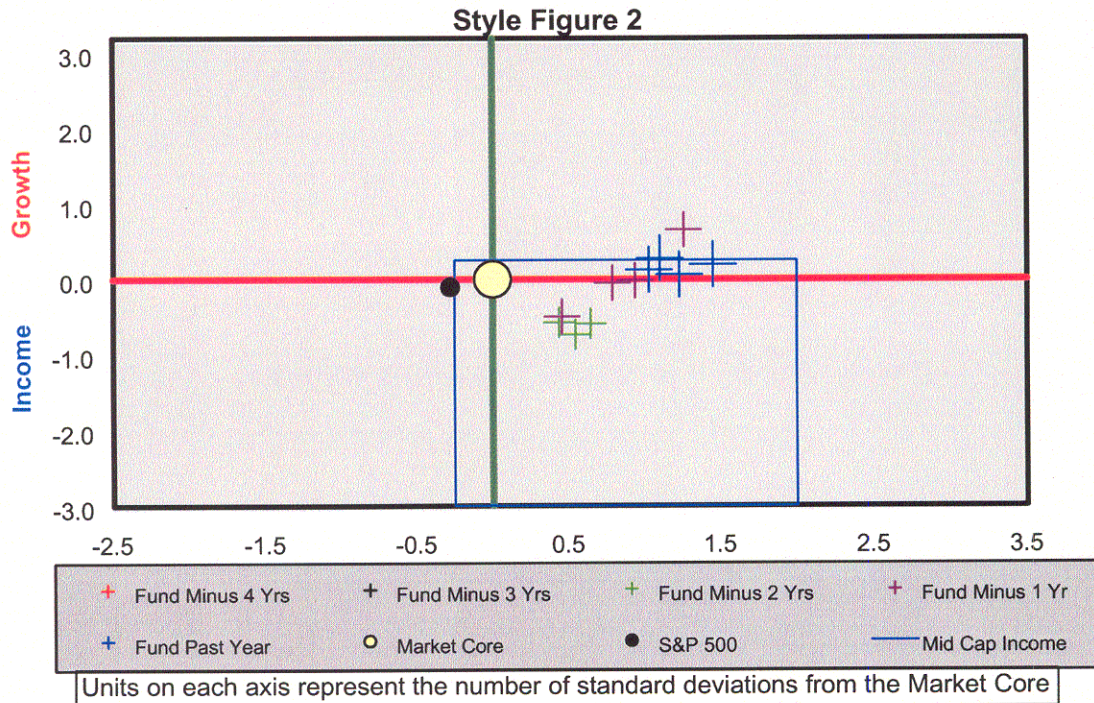 Style Figure 2
3.0
2.0
1.0
0.0
-1.0
-2.0
-3.0
Growth
Income
-2.5 -1.5 -0.5 0.5 1.5 2.5 3.5
Fund Minus 4 Yrs Fund Minus 3 Yrs Fund Minus 2 Yrs Fund Minus 1 Yr
Fund Past Year Market Core S&P 500 Mid Cap Income
Units on each axis represent the number of standard deviations from the Market Core